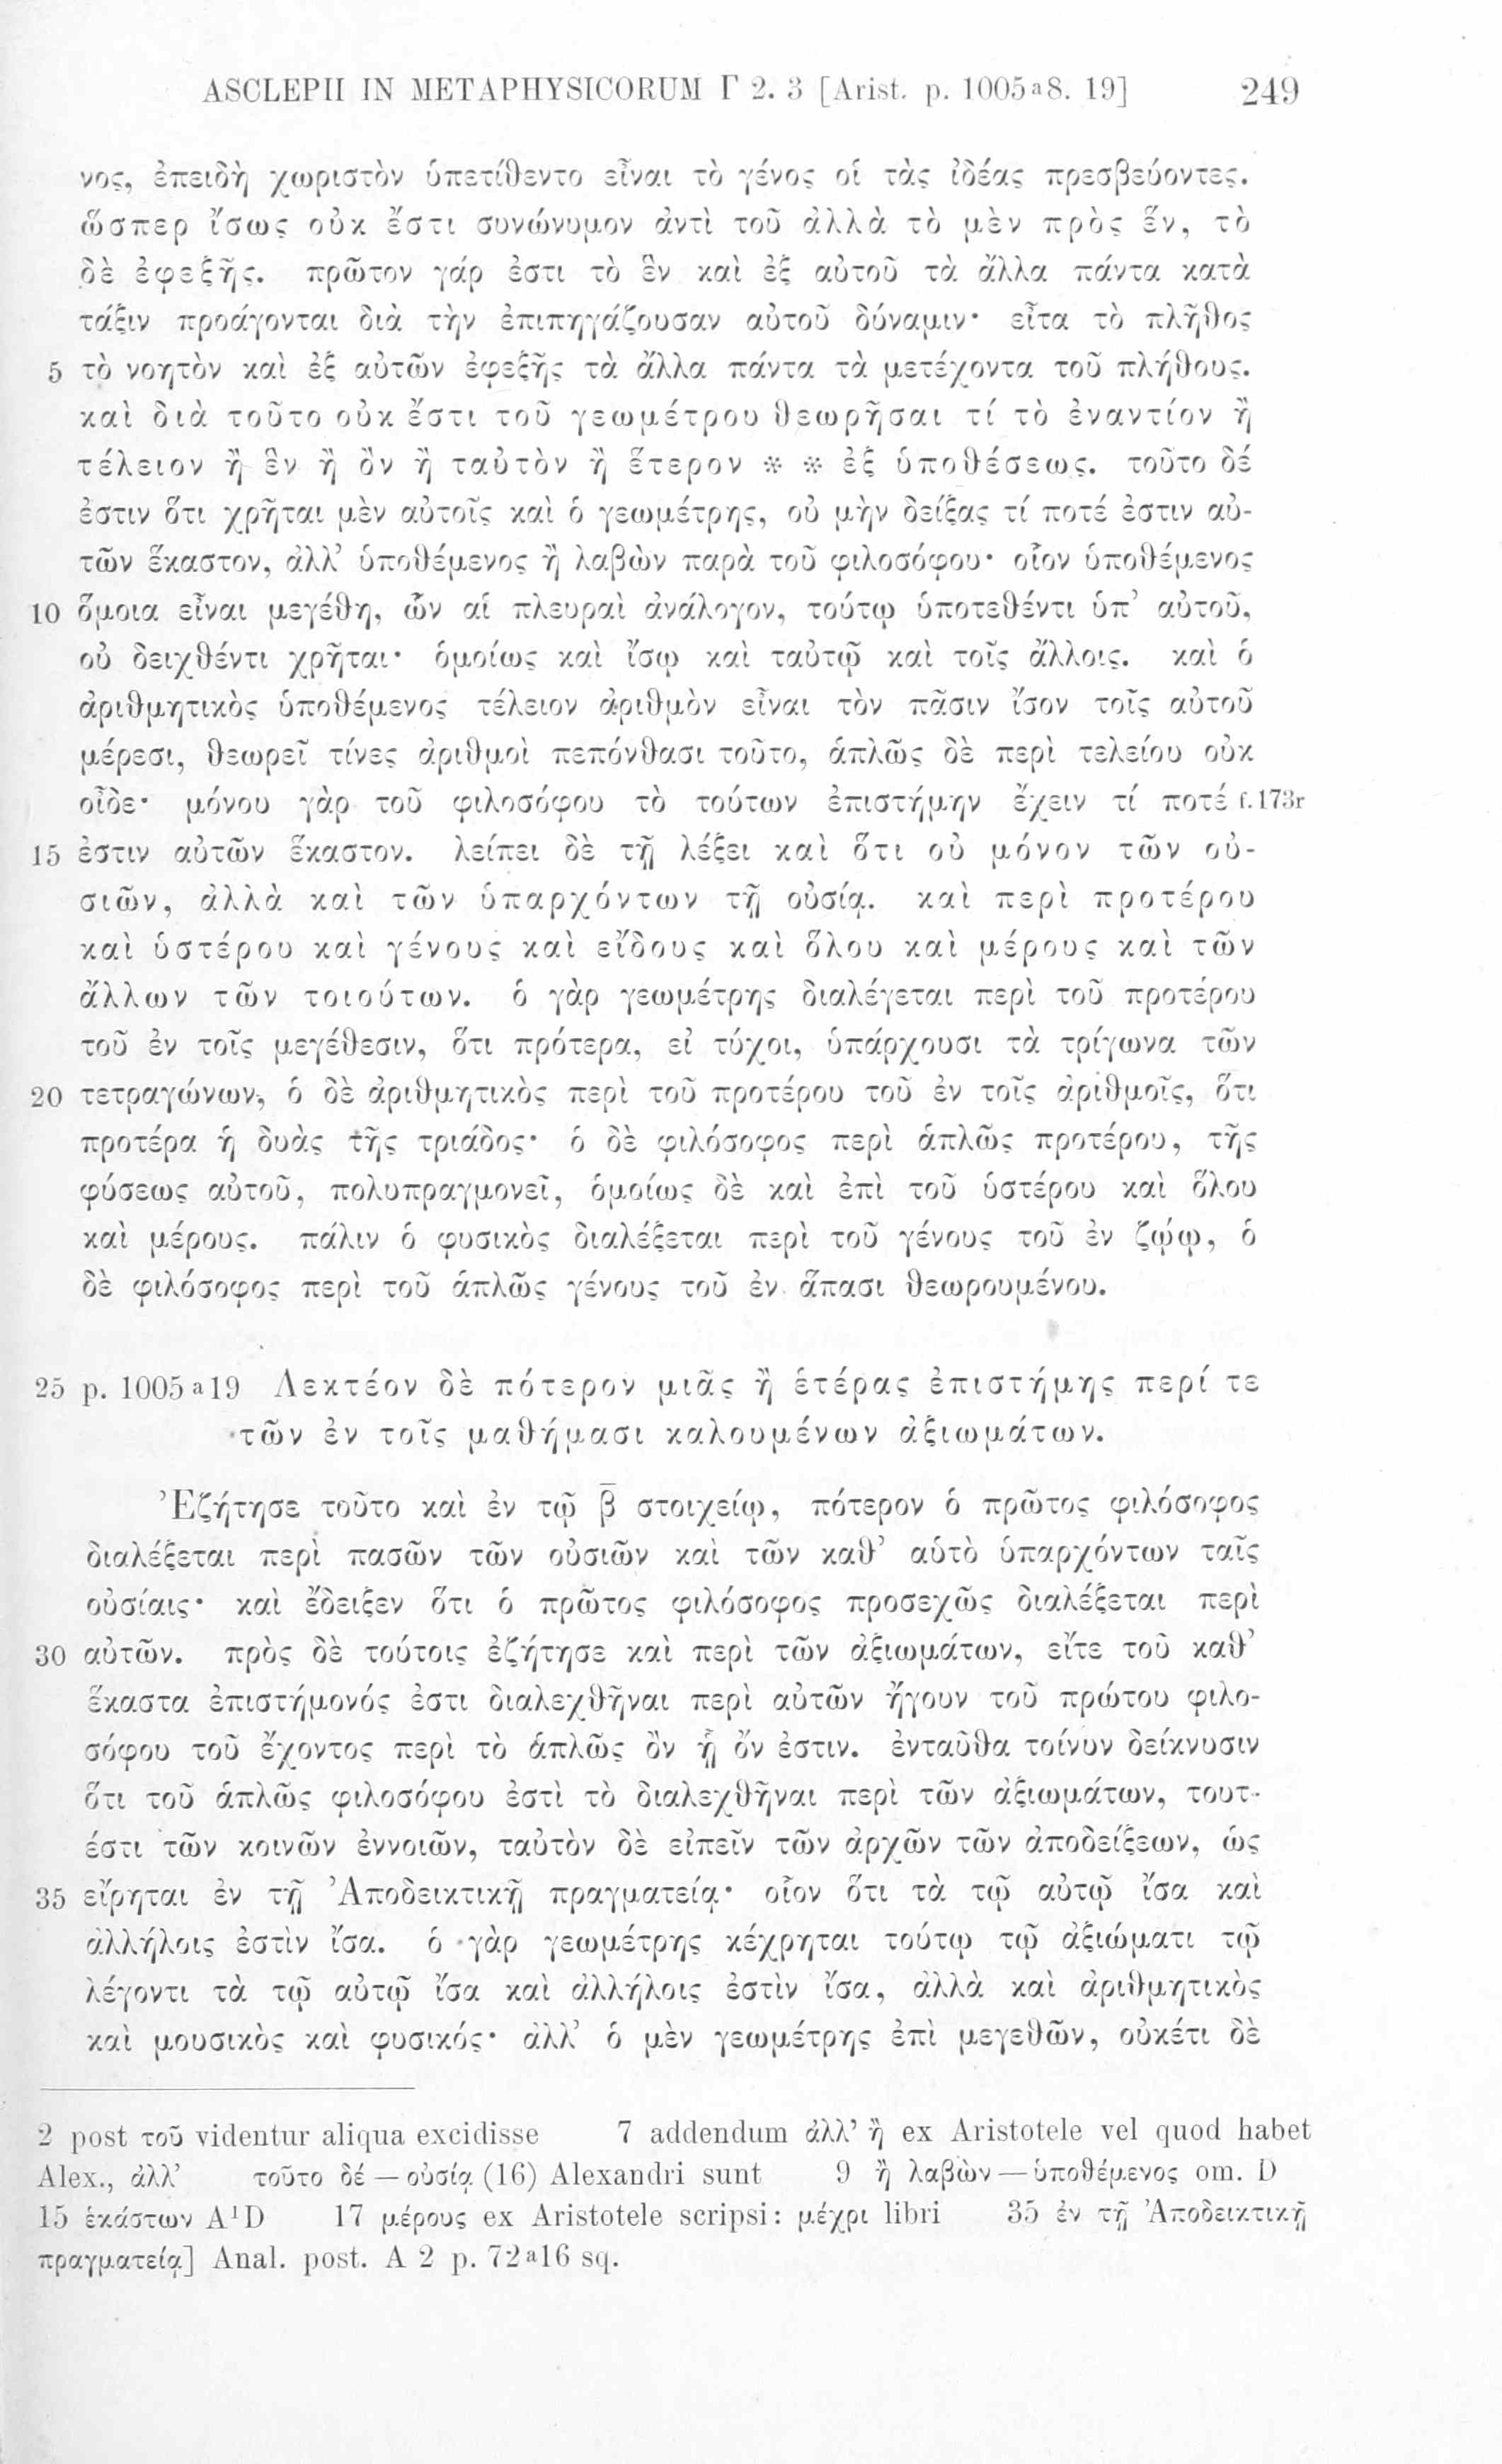 ASCLEPII IN METAPHYSICORUM Γ 2. 3 [Arist. p. 1005a8. 19] 249
νος, ἐπειδὴ χωριστὸν ὑπετίθεντο εἶναι τὸ γένος οἱ τὰς ἰδέας πρεσβεύοντες.
ὥσπερ ἴσως οὐκ ἔστι συνώνυμον ἀντὶ τοῦ ἀλλὰ τὸ μὲν πρὸς ἕν, τὸ
δὲ ἐφεξῆς. πρῶτον γάρ ἐστι τὸ ἓν καὶ ἐξ αὐτοῦ τὰ ἄλλα πάντα κατὰ
τάξιν προάγονται διὰ τὴν ἐπιπηγάζουσαν αὐτοῦ δύναμιν· εἶτα τὸ πλῆθος
5 τὸ νοητὸν καὶ ἐξ αὐτῶν ἐφεξῆς τὰ ἄλλα πάντα τὰ μετέχοντα τοῦ πλήθους.
καὶ διὰ τοῦτο οὐκ ἔστι τοῦ γεωμέτρου θεωρῆσαι τί τὸ ἐναντίον ἢ
τέλειον ἢ ἓν ἢ ὂν ἢ ταὐτὸν ἢ ἕτερον * * ἐξ ὑποθέσεως. τοῦτο δέ
ἐστιν ὅτι χρῆται μὲν αὐτοῖς καὶ ὁ γεωμέτρης, οὐ μὴν δείξας τί ποτέ ἐστιν αὐ-
τῶν ἕκαστον, ἀλλ’ ὑποθέμενος ἢ λαβὼν παρὰ τοῦ φιλοσόφου· οἷον ὑποθέμενος
10 ὅμοια εἶναι μεγέθη, ὧν αἱ πλευραὶ ἀνάλογον, τούτῳ ὑποτεθέντι ὑπ’ αὐτοῦ,
οὐ δειχθέντι χρῆται· ὁμοίως καὶ ἴσῳ καὶ ταὐτῷ καὶ τοῖς ἄλλοις. καὶ ὁ
ἀριθμητικὸς ὑποθέμενος τέλειον ἀριθμὸν εἶναι τὸν πᾶσιν ἴσον τοῖς αὑτοῦ
μέρεσι, θεωρεῖ τίνες ἀριθμοὶ πεπόνθασι τοῦτο, ἁπλῶς δὲ περὶ τελείου οὐκ
οἶδε· μόνου γὰρ τοῦ φιλοσόφου τὸ τούτων ἐπιστήμην ἔχειν τί ποτέ f.173r
15 ἐστιν αὐτῶν ἕκαστον. λείπει δὲ τῇ λέξει καὶ ὅτι οὐ μόνον τῶν οὐ-
σιῶν, ἀλλὰ καὶ τῶν ὑπαρχόντων τῇ οὐσίᾳ. καὶ περὶ προτέρου
καὶ ὑστέρου καὶ γένους καὶ εἴδους καὶ ὅλου καὶ μέρους καὶ τῶν
ἄλλων τῶν τοιούτων. ὁ γὰρ γεωμέτρης διαλέγεται περὶ τοῦ προτέρου
τοῦ ἐν τοῖς μεγέθεσιν, ὅτι πρότερα, εἰ τύχοι, ὑπάρχουσι τὰ τρίγωνα τῶν
20 τετραγώνων, ὁ δὲ ἀριθμητικὸς περὶ τοῦ προτέρου τοῦ ἐν τοῖς ἀριθμοῖς, ὅτι
προτέρα ἡ δυὰς τῆς τριάδος· ὁ δὲ φιλόσοφος περὶ ἁπλῶς προτέρου, τῆς
φύσεως αὐτοῦ, πολυπραγμονεῖ, ὁμοίως δὲ καὶ ἐπὶ τοῦ ὑστέρου καὶ ὅλου
καὶ μέρους. πάλιν ὁ φυσικὸς διαλέξεται περὶ τοῦ γένους τοῦ ἐν ζῴῳ, ὁ
δὲ φιλόσοφος περὶ τοῦ ἁπλῶς γένους τοῦ ἐν ἅπασι θεωρουμένου.
25 p. 1005a19 Λεκτέον δὲ πότερον μιᾶς ἢ ἑτέρας ἐπιστήμης περί τε
τῶν ἐν τοῖς μαθήμασι καλουμένων ἀξιωμάτων.
Ἐζήτησε τοῦτο καὶ ἐν τῷ β̅ στοιχείῳ, πότερον ὁ πρῶτος φιλόσοφος
διαλέξεται περὶ πασῶν τῶν οὐσιῶν καὶ τῶν καθ’ αὑτὸ ὑπαρχόντων ταῖς
οὐσίαις· καὶ ἔδειξεν ὅτι ὁ πρῶτος φιλόσοφος προσεχῶς διαλέξεται περὶ
30 αὐτῶν. πρὸς δὲ τούτοις ἐζήτησε καὶ περὶ τῶν ἀξιωμάτων, εἴτε τοῦ καθ’
ἕκαστα ἐπιστήμονός ἐστι διαλεχθῆναι περὶ αὐτῶν ἤγουν τοῦ πρώτου φιλο-
σόφου τοῦ ἔχοντος περὶ τὸ ἁπλῶς ὂν ᾗ ὄν ἐστιν. ἐνταῦθα τοίνυν δείκνυσιν
ὅτι τοῦ ἁπλῶς φιλοσόφου ἐστὶ τὸ διαλεχθῆναι περὶ τῶν ἀξιωμάτων, τουτ-
έστι τῶν κοινῶν ἐννοιῶν, ταὐτὸν δὲ εἰπεῖν τῶν ἀρχῶν τῶν ἀποδείξεων, ὡς
35 εἴρηται ἐν τῇ Ἀποδεικτικῇ πραγματείᾳ· οἷον ὅτι τὰ τῷ αὐτῷ ἴσα καὶ
ἀλλήλοις ἐστὶν ἴσα. ὁ γὰρ γεωμέτρης κέχρηται τούτῳ τῷ ἀξιώματι τῷ
λέγοντι τὰ τῷ αὐτῷ ἴσα καὶ ἀλλήλοις ἐστὶν ἴσα, ἀλλὰ καὶ ἀριθμητικὸς
καὶ μουσικὸς καὶ φυσικός· ἀλλ’ ὁ μὲν γεωμέτρης ἐπὶ μεγεθῶν, οὐκέτι δὲ
2 post τοῦ videntur aliqua excidisse 7 addendum ἀλλ’ ἢ ex Aristotele vel quod habet
Alex., ἀλλ’ τοῦτο δέ — οὐσίᾳ (16) Alexandri sunt 9 ἢ λαβὼν — ὑποθέμενος om. D
15 ἑκάστων A¹D 17 μέρους ex Aristotele scripsi: μέχρι libri 35 ἐν τῇ Ἀποδεικτικῇ
πραγματείᾳ] Anal. post. A 2 p. 72a16 sq.